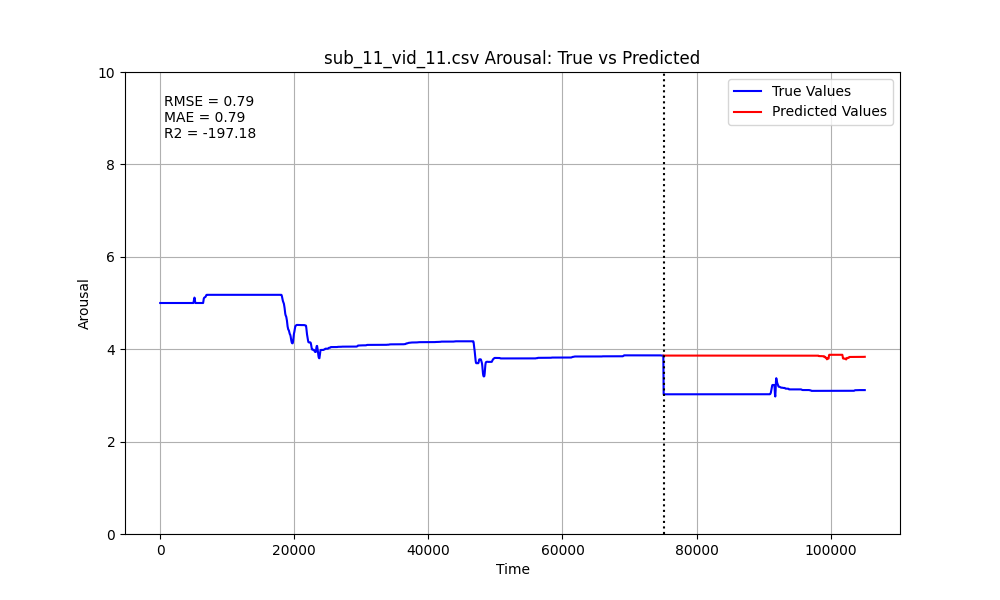 sub_11_vid_11.csv Arousal: True vs Predicted
RMSE = 0.79
MAE = 0.79
R2 = -197.18
True Values
Predicted Values
10
8
6
4
2
0
Arousal
0 20000 40000 60000 80000 100000
Time